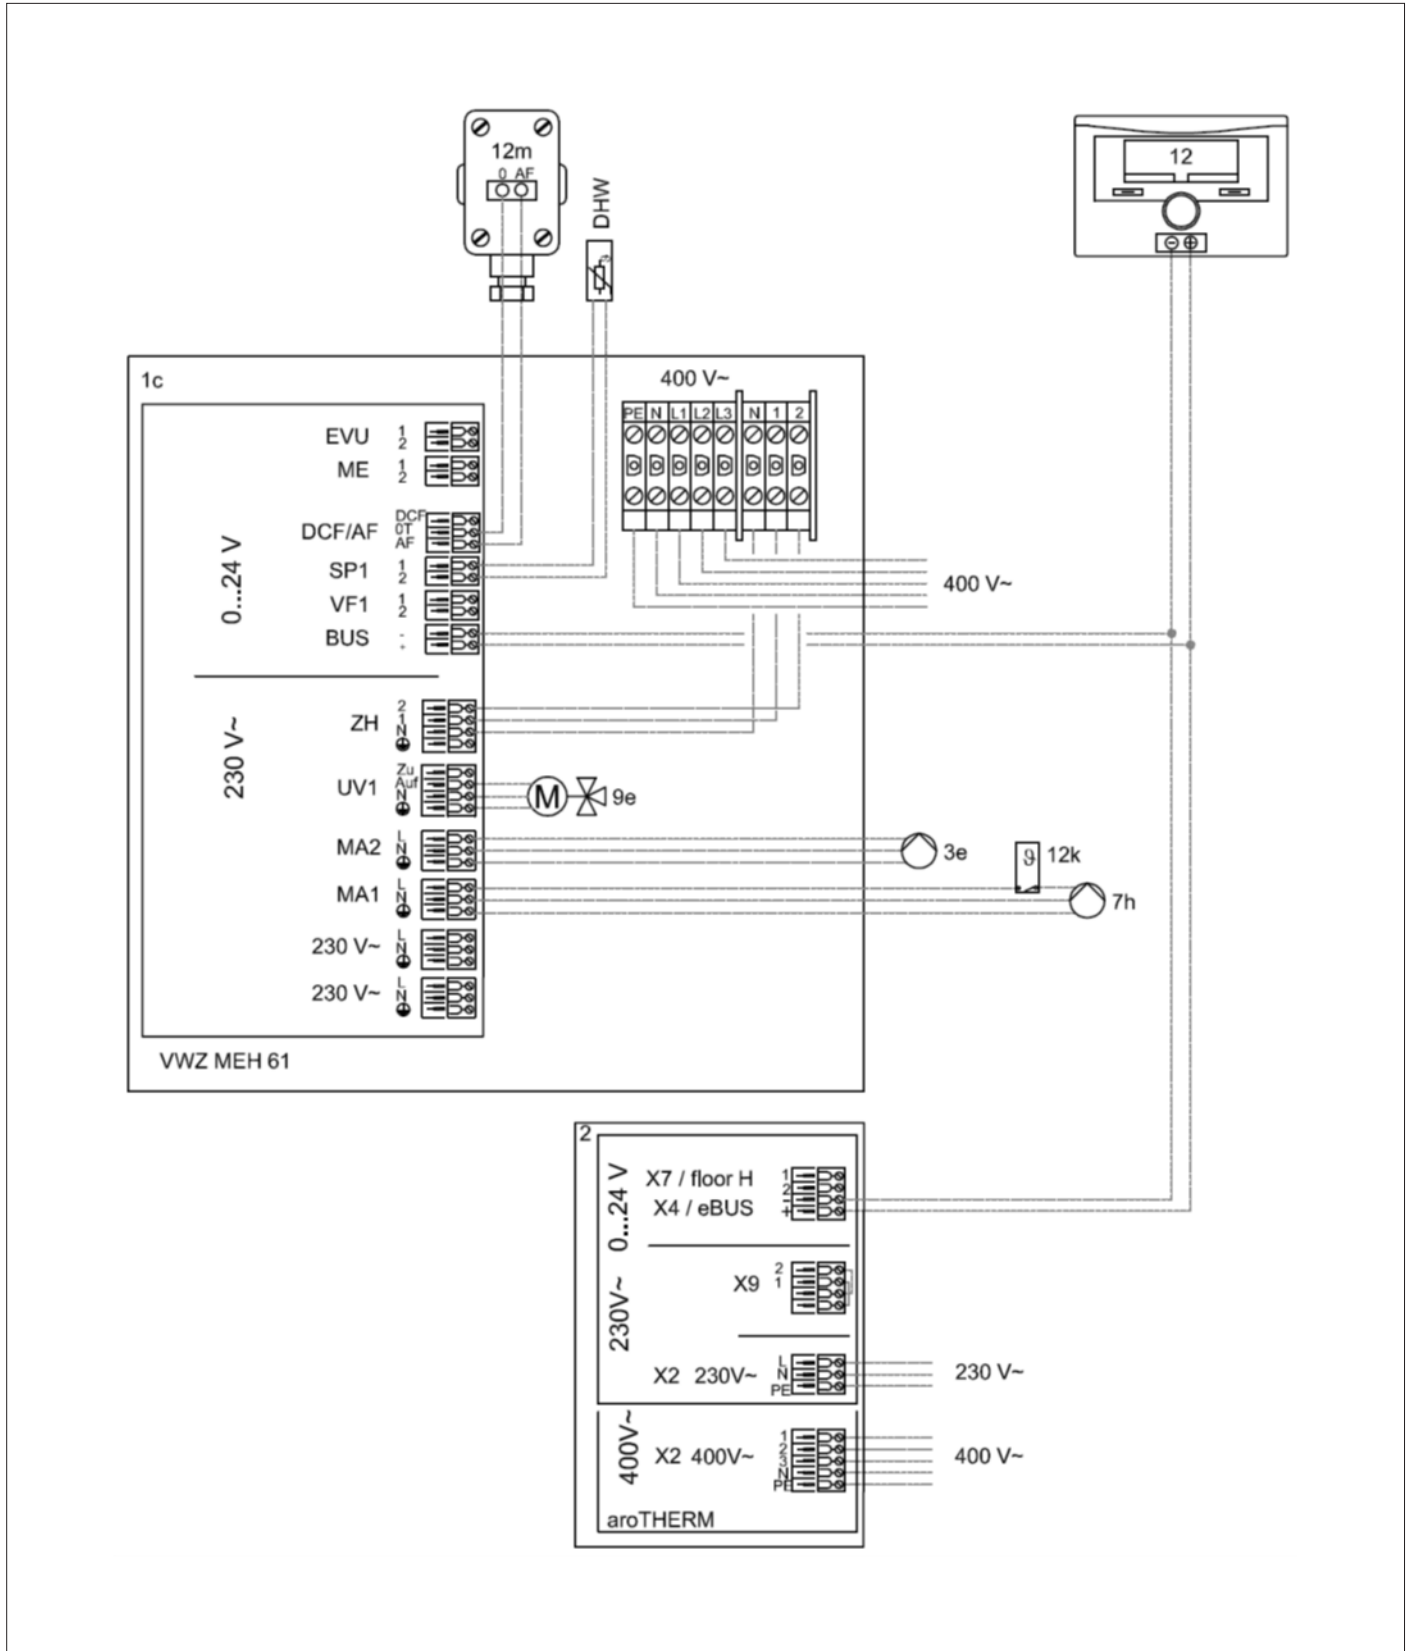 12m
0 AF
DHW
12
1c
400 V~
PE N L1 L2 L3 N 1 2
EVU 1
2
ME 1
2
DCF/AF DCF
0T
AF
0...24 V
SP1 1
2
400 V~
VF1 1
2
BUS -
+
ZH 2
1
N
230 V~
UV1 Zu
Auf
N
M 9e
MA2 L
N
3e
12k
MA1 L
N
7h
230 V~ L
N
230 V~ L
N
VWZ MEH 61
2
0...24 V
X7 / floor H 1
2
X4 / eBUS -
+
230V~
X9 2
1
X2 230V~ L
N
PE
230 V~
400V~
X2 400V~ 1
2
3
N
PE
400 V~
aroTHERM